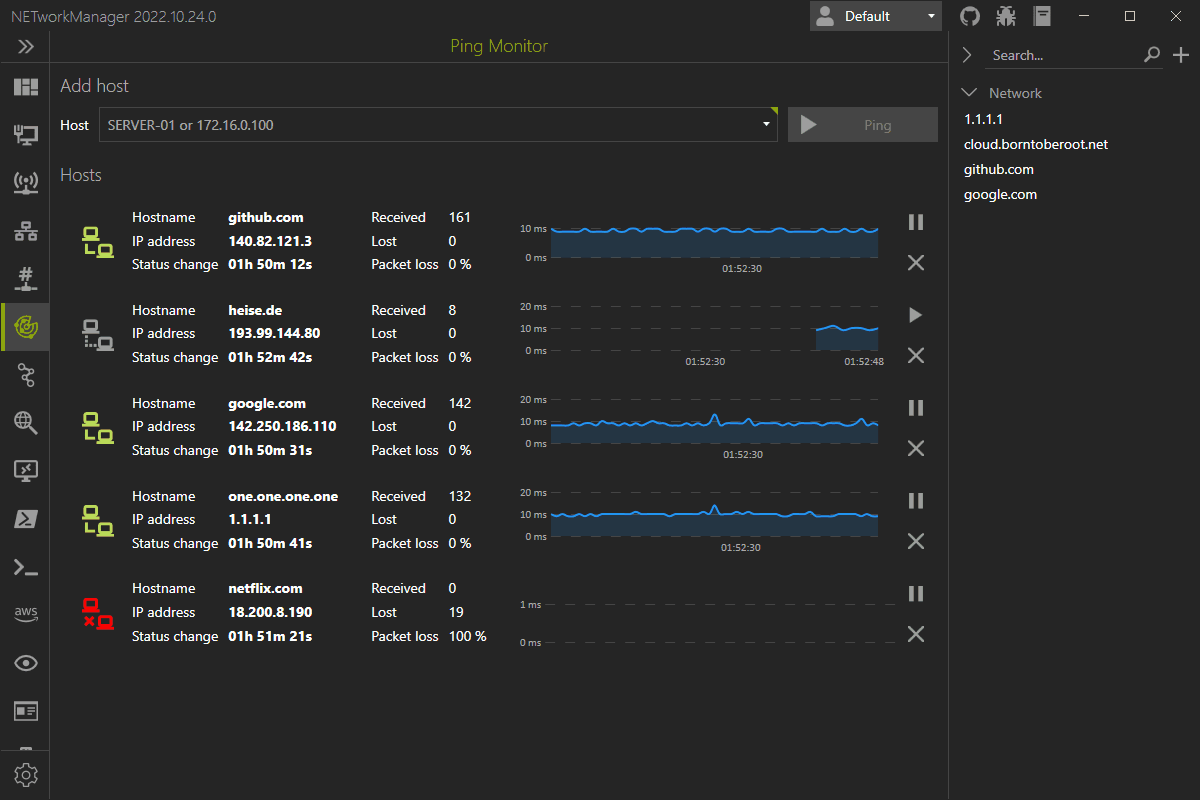 NETworkManager 2022.10.24.0
Default
Ping Monitor
Search...
Add host
Host SERVER-01 or 172.16.0.100 Ping
Hosts
Hostname github.com Received 161
IP address 140.82.121.3 Lost 0
Status change 01h 50m 12s Packet loss 0 %
10 ms
0 ms
01:52:30
Hostname heise.de Received 8
IP address 193.99.144.80 Lost 0
Status change 01h 52m 42s Packet loss 0 %
20 ms
10 ms
0 ms
01:52:30 01:52:48
Hostname google.com Received 142
IP address 142.250.186.110 Lost 0
Status change 01h 50m 31s Packet loss 0 %
20 ms
10 ms
0 ms
01:52:30
Hostname one.one.one.one Received 132
IP address 1.1.1.1 Lost 0
Status change 01h 50m 41s Packet loss 0 %
20 ms
10 ms
0 ms
01:52:30
Hostname netflix.com Received 0
IP address 18.200.8.190 Lost 19
Status change 01h 51m 21s Packet loss 100 %
1 ms
0 ms
Network
1.1.1.1
cloud.borntoberoot.net
github.com
google.com
aws